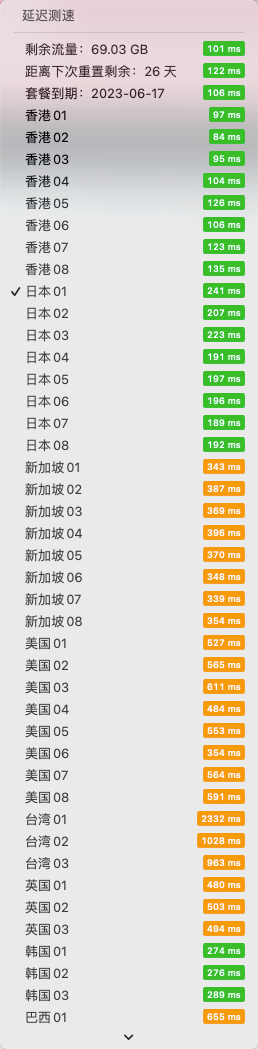 延迟测速
剩余流量：69.03 GB 101 ms
距离下次重置剩余：26 天 122 ms
套餐到期：2023-06-17 106 ms
香港 01 97 ms
香港 02 84 ms
香港 03 95 ms
香港 04 104 ms
香港 05 126 ms
香港 06 106 ms
香港 07 123 ms
香港 08 135 ms
日本 01 241 ms
日本 02 207 ms
日本 03 223 ms
日本 04 191 ms
日本 05 197 ms
日本 06 196 ms
日本 07 189 ms
日本 08 192 ms
新加坡 01 343 ms
新加坡 02 387 ms
新加坡 03 369 ms
新加坡 04 396 ms
新加坡 05 370 ms
新加坡 06 348 ms
新加坡 07 339 ms
新加坡 08 354 ms
美国 01 527 ms
美国 02 565 ms
美国 03 611 ms
美国 04 484 ms
美国 05 553 ms
美国 06 354 ms
美国 07 564 ms
美国 08 591 ms
台湾 01 2332 ms
台湾 02 1028 ms
台湾 03 963 ms
英国 01 480 ms
英国 02 503 ms
英国 03 494 ms
韩国 01 274 ms
韩国 02 276 ms
韩国 03 289 ms
巴西 01 655 ms